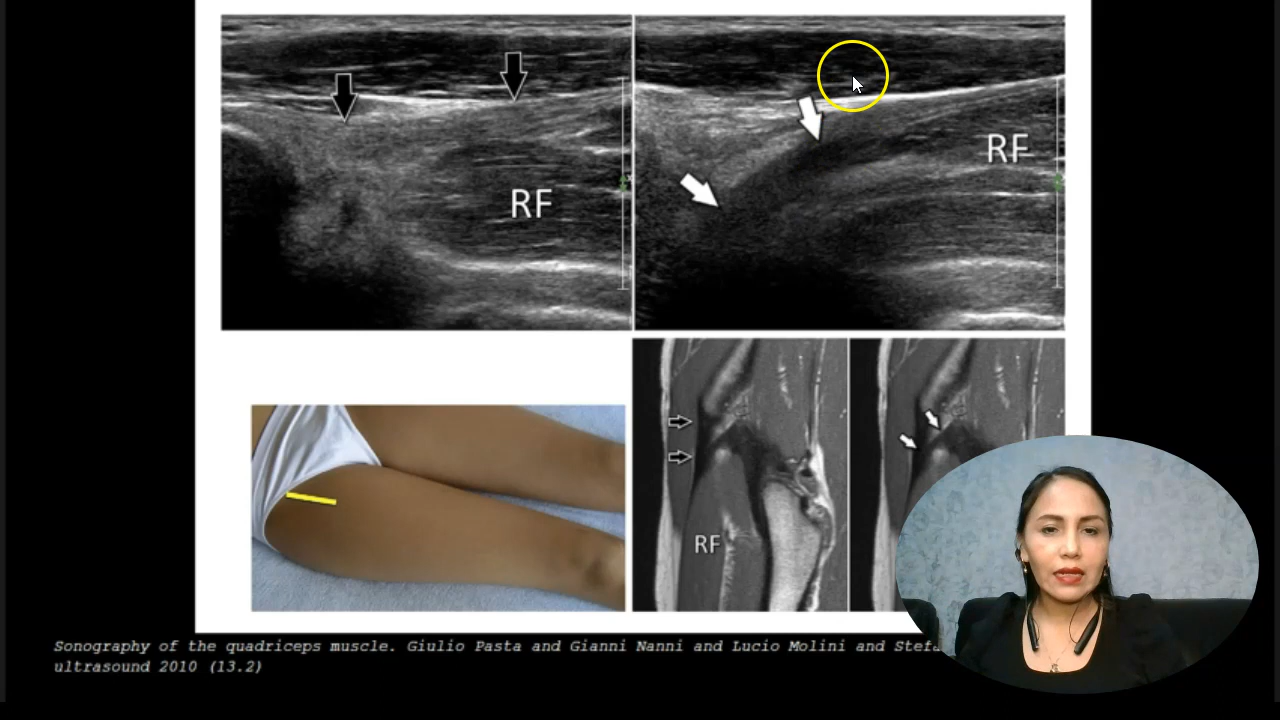 RF
RF
RF
Sonography of the quadriceps muscle. Giulio Pasta and Gianni Nanni and Lucio Molini and
ultrasound 2010 (13.2)